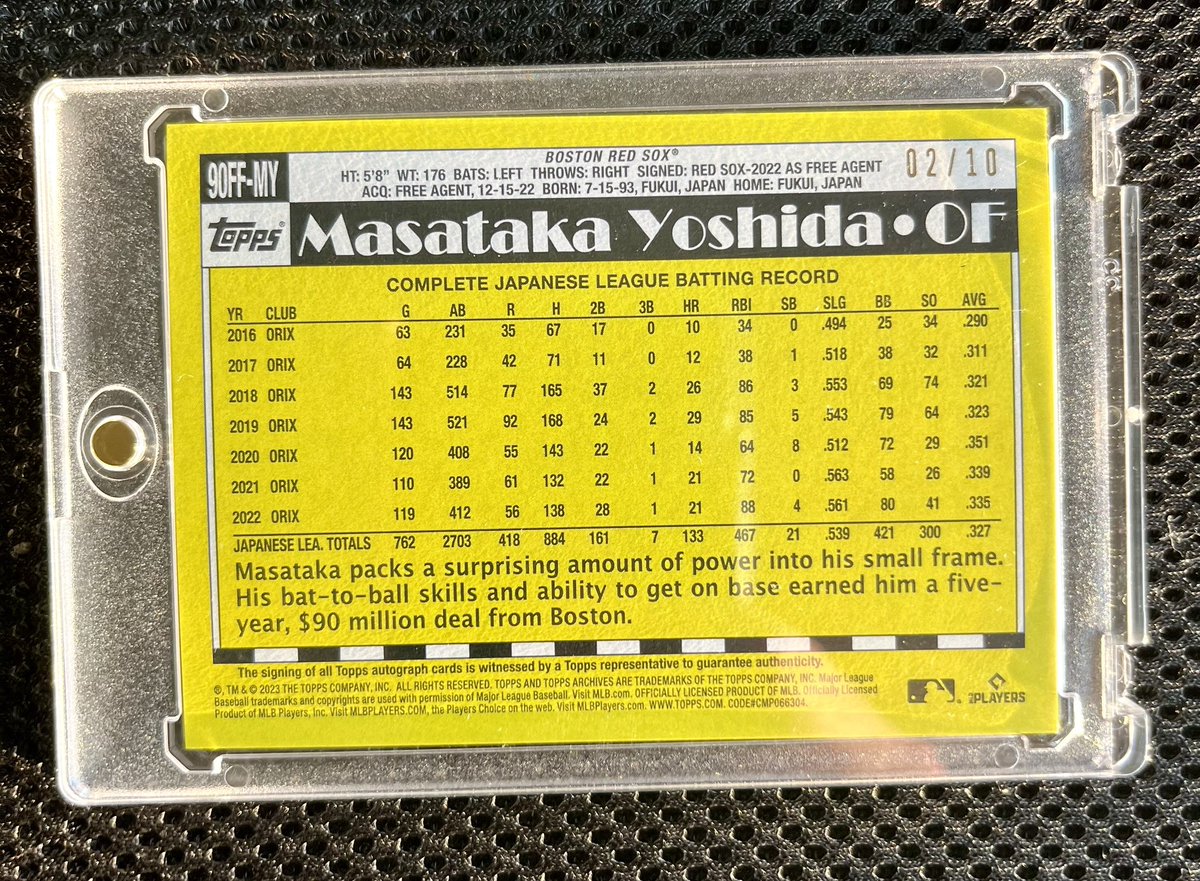 90FF-MY
BOSTON RED SOX®
HT: 5'8" WT: 176 BATS: LEFT THROWS: RIGHT SIGNED: RED SOX-2022 AS FREE AGENT
ACQ: FREE AGENT, 12-15-22 BORN: 7-15-93, FUKUI, JAPAN HOME: FUKUI, JAPAN
02/10
Topps®
Masataka Yoshida • OF
COMPLETE JAPANESE LEAGUE BATTING RECORD
YR CLUB G AB R H 2B 3B HR RBI SB SLG BB SO AVG
2016 ORIX 63 231 35 67 17 0 10 34 0 .494 25 34 .290
2017 ORIX 64 228 42 71 11 0 12 38 1 .518 38 32 .311
2018 ORIX 143 514 77 165 37 2 26 86 3 .553 69 74 .321
2019 ORIX 143 521 92 168 24 2 29 85 5 .543 79 64 .323
2020 ORIX 120 408 55 143 22 1 14 64 8 .512 72 29 .351
2021 ORIX 110 389 61 132 22 1 21 72 0 .563 58 26 .339
2022 ORIX 119 412 56 138 28 1 21 88 4 .561 80 41 .335
JAPANESE LEA. TOTALS 762 2703 418 884 161 7 133 467 21 .539 421 300 .327
Masataka packs a surprising amount of power into his small frame.
His bat-to-ball skills and ability to get on base earned him a five-
year, $90 million deal from Boston.
The signing of all Topps autograph cards is witnessed by a Topps representative to guarantee authenticity.
®, TM & © 2023 THE TOPPS COMPANY, INC. ALL RIGHTS RESERVED. TOPPS AND TOPPS ARCHIVES ARE TRADEMARKS OF THE TOPPS COMPANY, INC. Major League
Baseball trademarks and copyrights are used with permission of Major League Baseball. Visit MLB.com. OFFICIALLY LICENSED PRODUCT OF MLB. Officially Licensed
Product of MLB Players, Inc. Visit MLBPLAYERS.COM, the Players Choice on the web. Visit MLBPlayers.com. WWW.TOPPS.COM. CODE#CMP066304.
PLAYERS